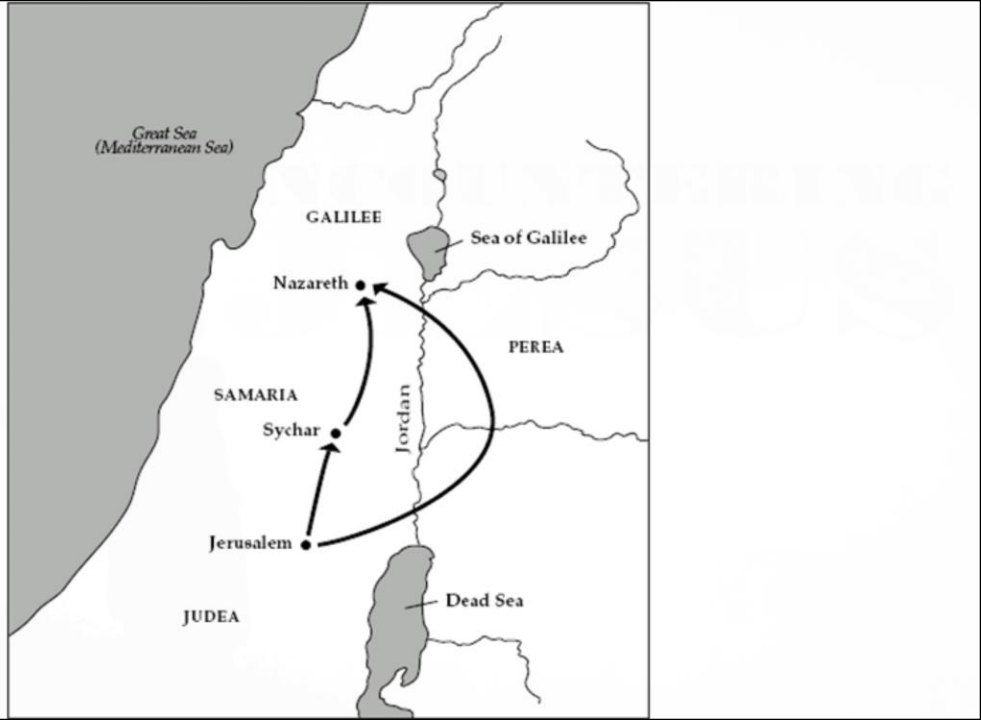 Great Sea
(Mediterranean Sea)
GALILEE
Sea of Galilee
Nazareth
PEREA
SAMARIA
Jordan
Sychar
Jerusalem
Dead Sea
JUDEA